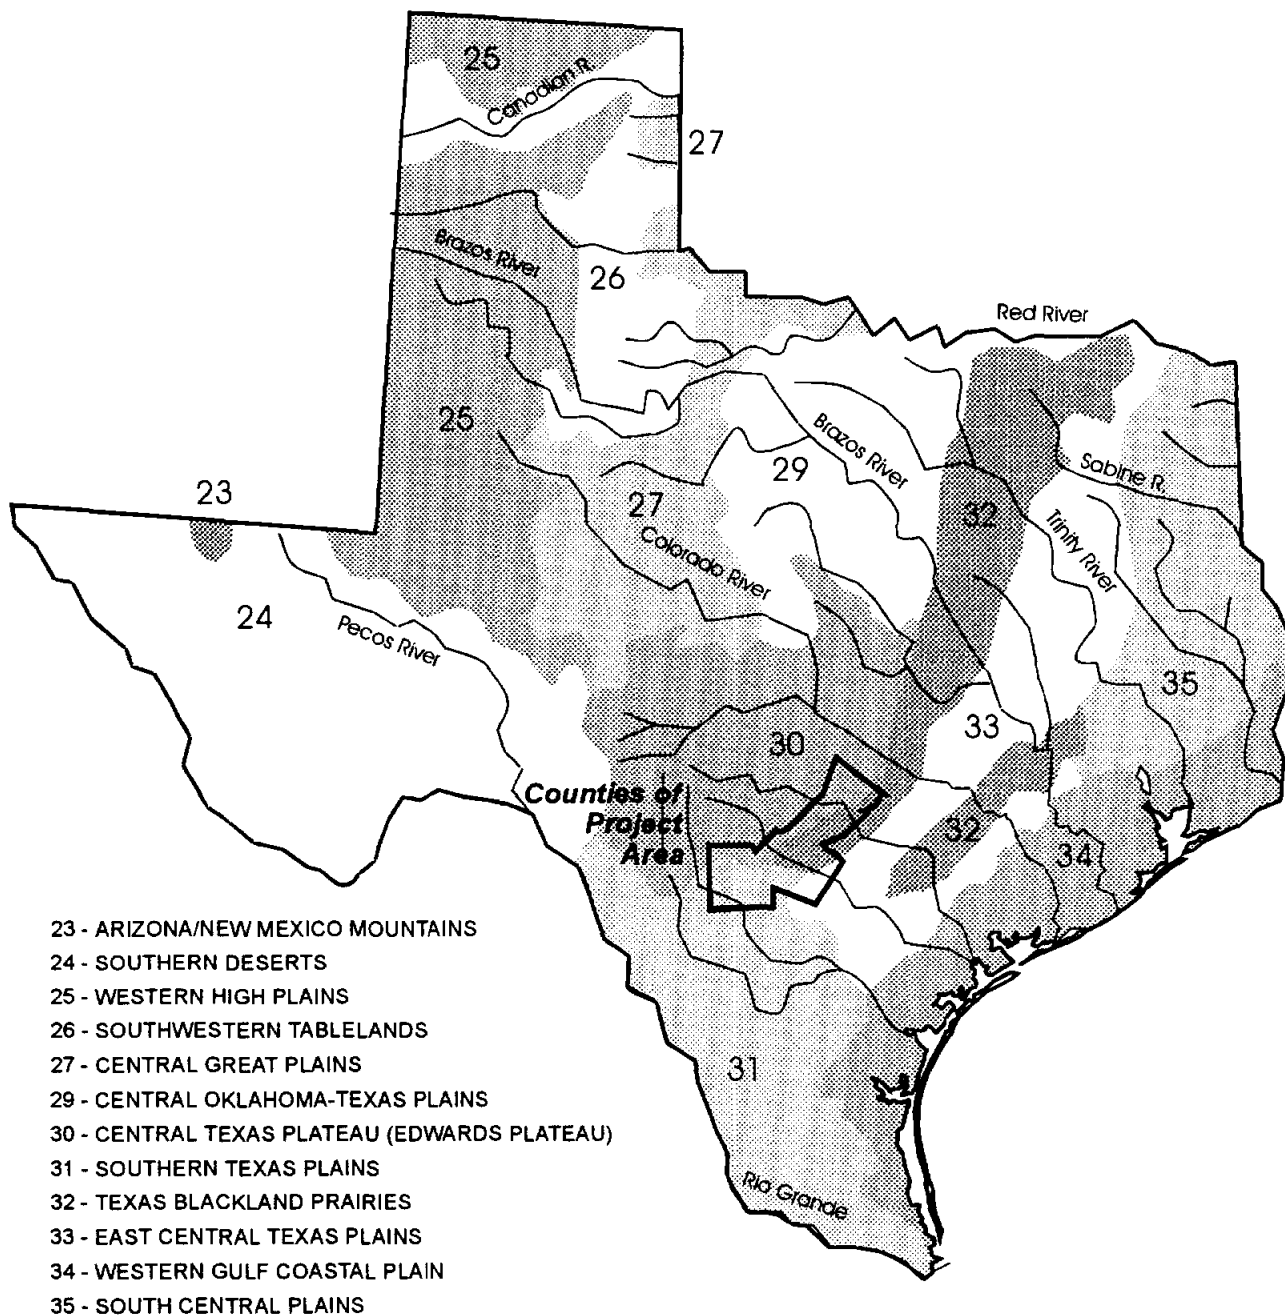 25
Canadian R.
27
Brazos River
26
Red River
25
Brazos River
29
Sabine R.
23
27
32
Trinity River
Colorado River
24
Pecos River
35
33
30
Counties of
Project
Area
32
34
31
Rio Grande
23 - ARIZONA/NEW MEXICO MOUNTAINS
24 - SOUTHERN DESERTS
25 - WESTERN HIGH PLAINS
26 - SOUTHWESTERN TABLELANDS
27 - CENTRAL GREAT PLAINS
29 - CENTRAL OKLAHOMA-TEXAS PLAINS
30 - CENTRAL TEXAS PLATEAU (EDWARDS PLATEAU)
31 - SOUTHERN TEXAS PLAINS
32 - TEXAS BLACKLAND PRAIRIES
33 - EAST CENTRAL TEXAS PLAINS
34 - WESTERN GULF COASTAL PLAIN
35 - SOUTH CENTRAL PLAINS